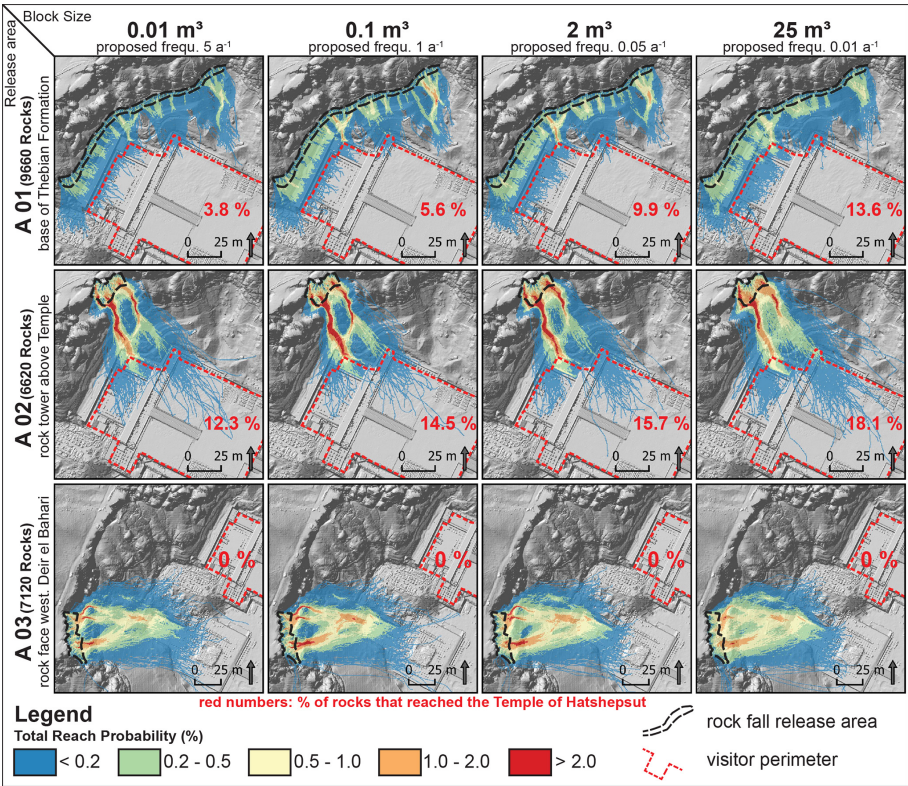 Block Size
Release area
0.01 m³
proposed frequ. 5 a⁻¹
0.1 m³
proposed frequ. 1 a⁻¹
2 m³
proposed frequ. 0.05 a⁻¹
25 m³
proposed frequ. 0.01 a⁻¹
A 01 (9660 Rocks)
base of Thebian Formation
3.8 %
0 25 m
5.6 %
0 25 m
9.9 %
0 25 m
13.6 %
0 25 m
A 02 (6620 Rocks)
rock tower above Temple
12.3 %
0 25 m
14.5 %
0 25 m
15.7 %
0 25 m
18.1 %
0 25 m
A 03 (7120 Rocks)
rock face west. Deir el Bahari
0 %
0 25 m
0 %
0 25 m
0 %
0 25 m
0 %
0 25 m
red numbers: % of rocks that reached the Temple of Hatshepsut
Legend
Total Reach Probability (%)
< 0.2
0.2 - 0.5
0.5 - 1.0
1.0 - 2.0
> 2.0
rock fall release area
visitor perimeter